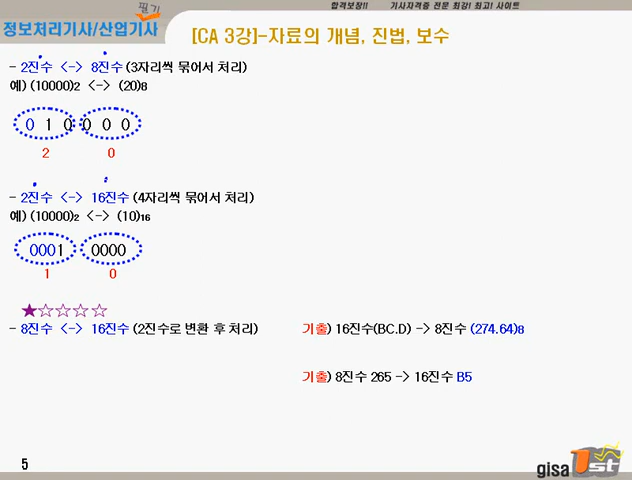 합격보장!! 기사자격증 전문 최강! 최고! 사이트
필기
정보처리기사/산업기사
[CA 3강]-자료의 개념, 진법, 보수
- 2진수 <-> 8진수 (3자리씩 묶어서 처리)
예) (10000)2 <-> (20)8
0 1 0 0 0 0
2 0
- 2진수 <-> 16진수 (4자리씩 묶어서 처리)
예) (10000)2 <-> (10)16
0001 0000
1 0
★☆☆☆☆
- 8진수 <-> 16진수 (2진수로 변환 후 처리)
기출) 16진수(BC.D) -> 8진수 (274.64)8
기출) 8진수 265 -> 16진수 B5
5
gisa 1st